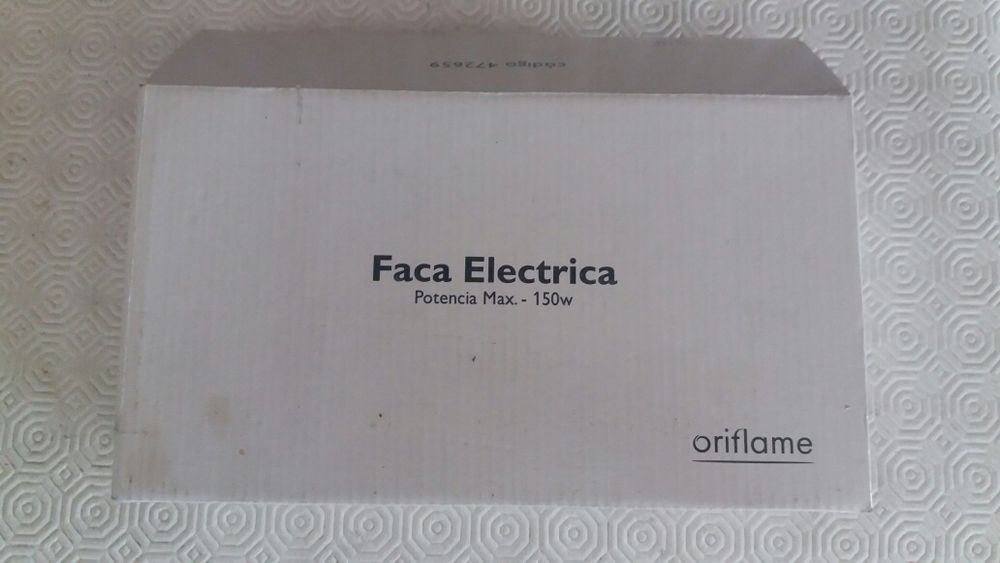 código 472659
Faca Electrica
Potencia Max. - 150w
oriflame